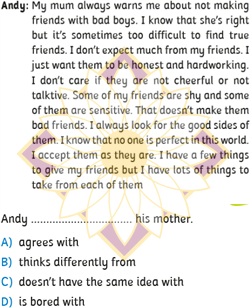 Andy: My mum always warns me about not making
friends with bad boys. I know that she's right
but it's sometimes too difficult to find true
friends. I don't expect much from my friends. I
just want them to be honest and hardworking.
I don't care if they are not cheerful or not
talktive. Some of my friends are shy and some
of them are sensitive. That doesn't make them
bad friends. I always look for the good sides of
them. I know that no one is perfect in this world.
I accept them as they are. I have a few things
to give my friends but I have lots of things to
take from each of them
Andy .................................. his mother.
A) agrees with
B) thinks differently from
C) doesn't have the same idea with
D) is bored with